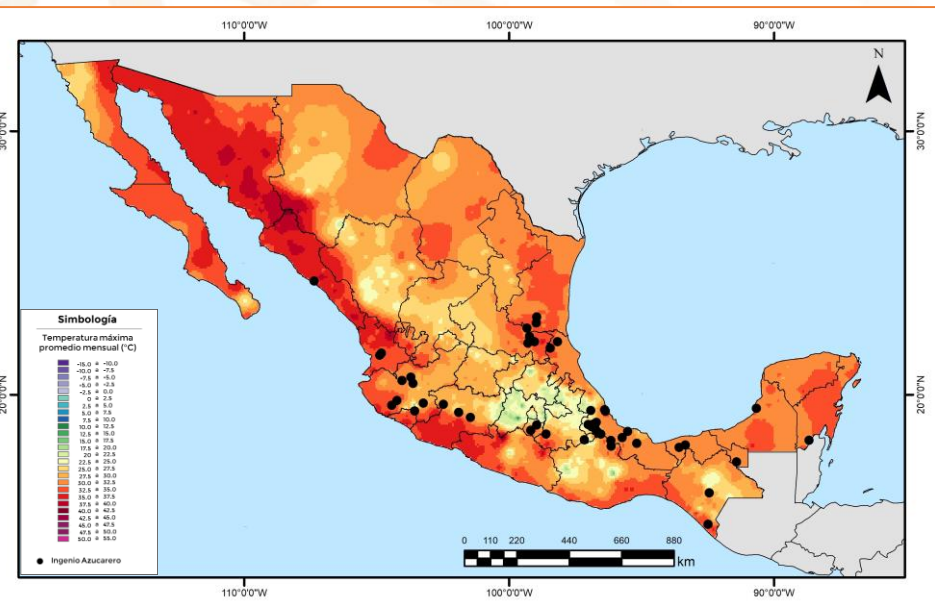 110°0'0"W 100°0'0"W 90°0'0"W
N
30°0'0"N 30°0'0"N
20°0'0"N 20°0'0"N
Simbología
Temperatura máxima
promedio mensual (°C)
-15.0 a -10.0
-10.0 a -7.5
-7.5 a -5.0
-5.0 a -2.5
-2.5 a 0.0
0 a 2.5
2.5 a 5.0
5.0 a 7.5
7.5 a 10.0
10.0 a 12.5
12.5 a 15.0
15.0 a 17.5
17.5 a 20.0
20 a 22.5
22.5 a 25.0
25.0 a 27.5
27.5 a 30.0
30.0 a 32.5
32.5 a 35.0
35.0 a 37.5
37.5 a 40.0
40.0 a 42.5
42.5 a 45.0
45.0 a 47.5
47.5 a 50.0
50.0 a 55.0
Ingenio Azucarero
0 110 220 440 660 880
km
110°0'0"W 100°0'0"W 90°0'0"W